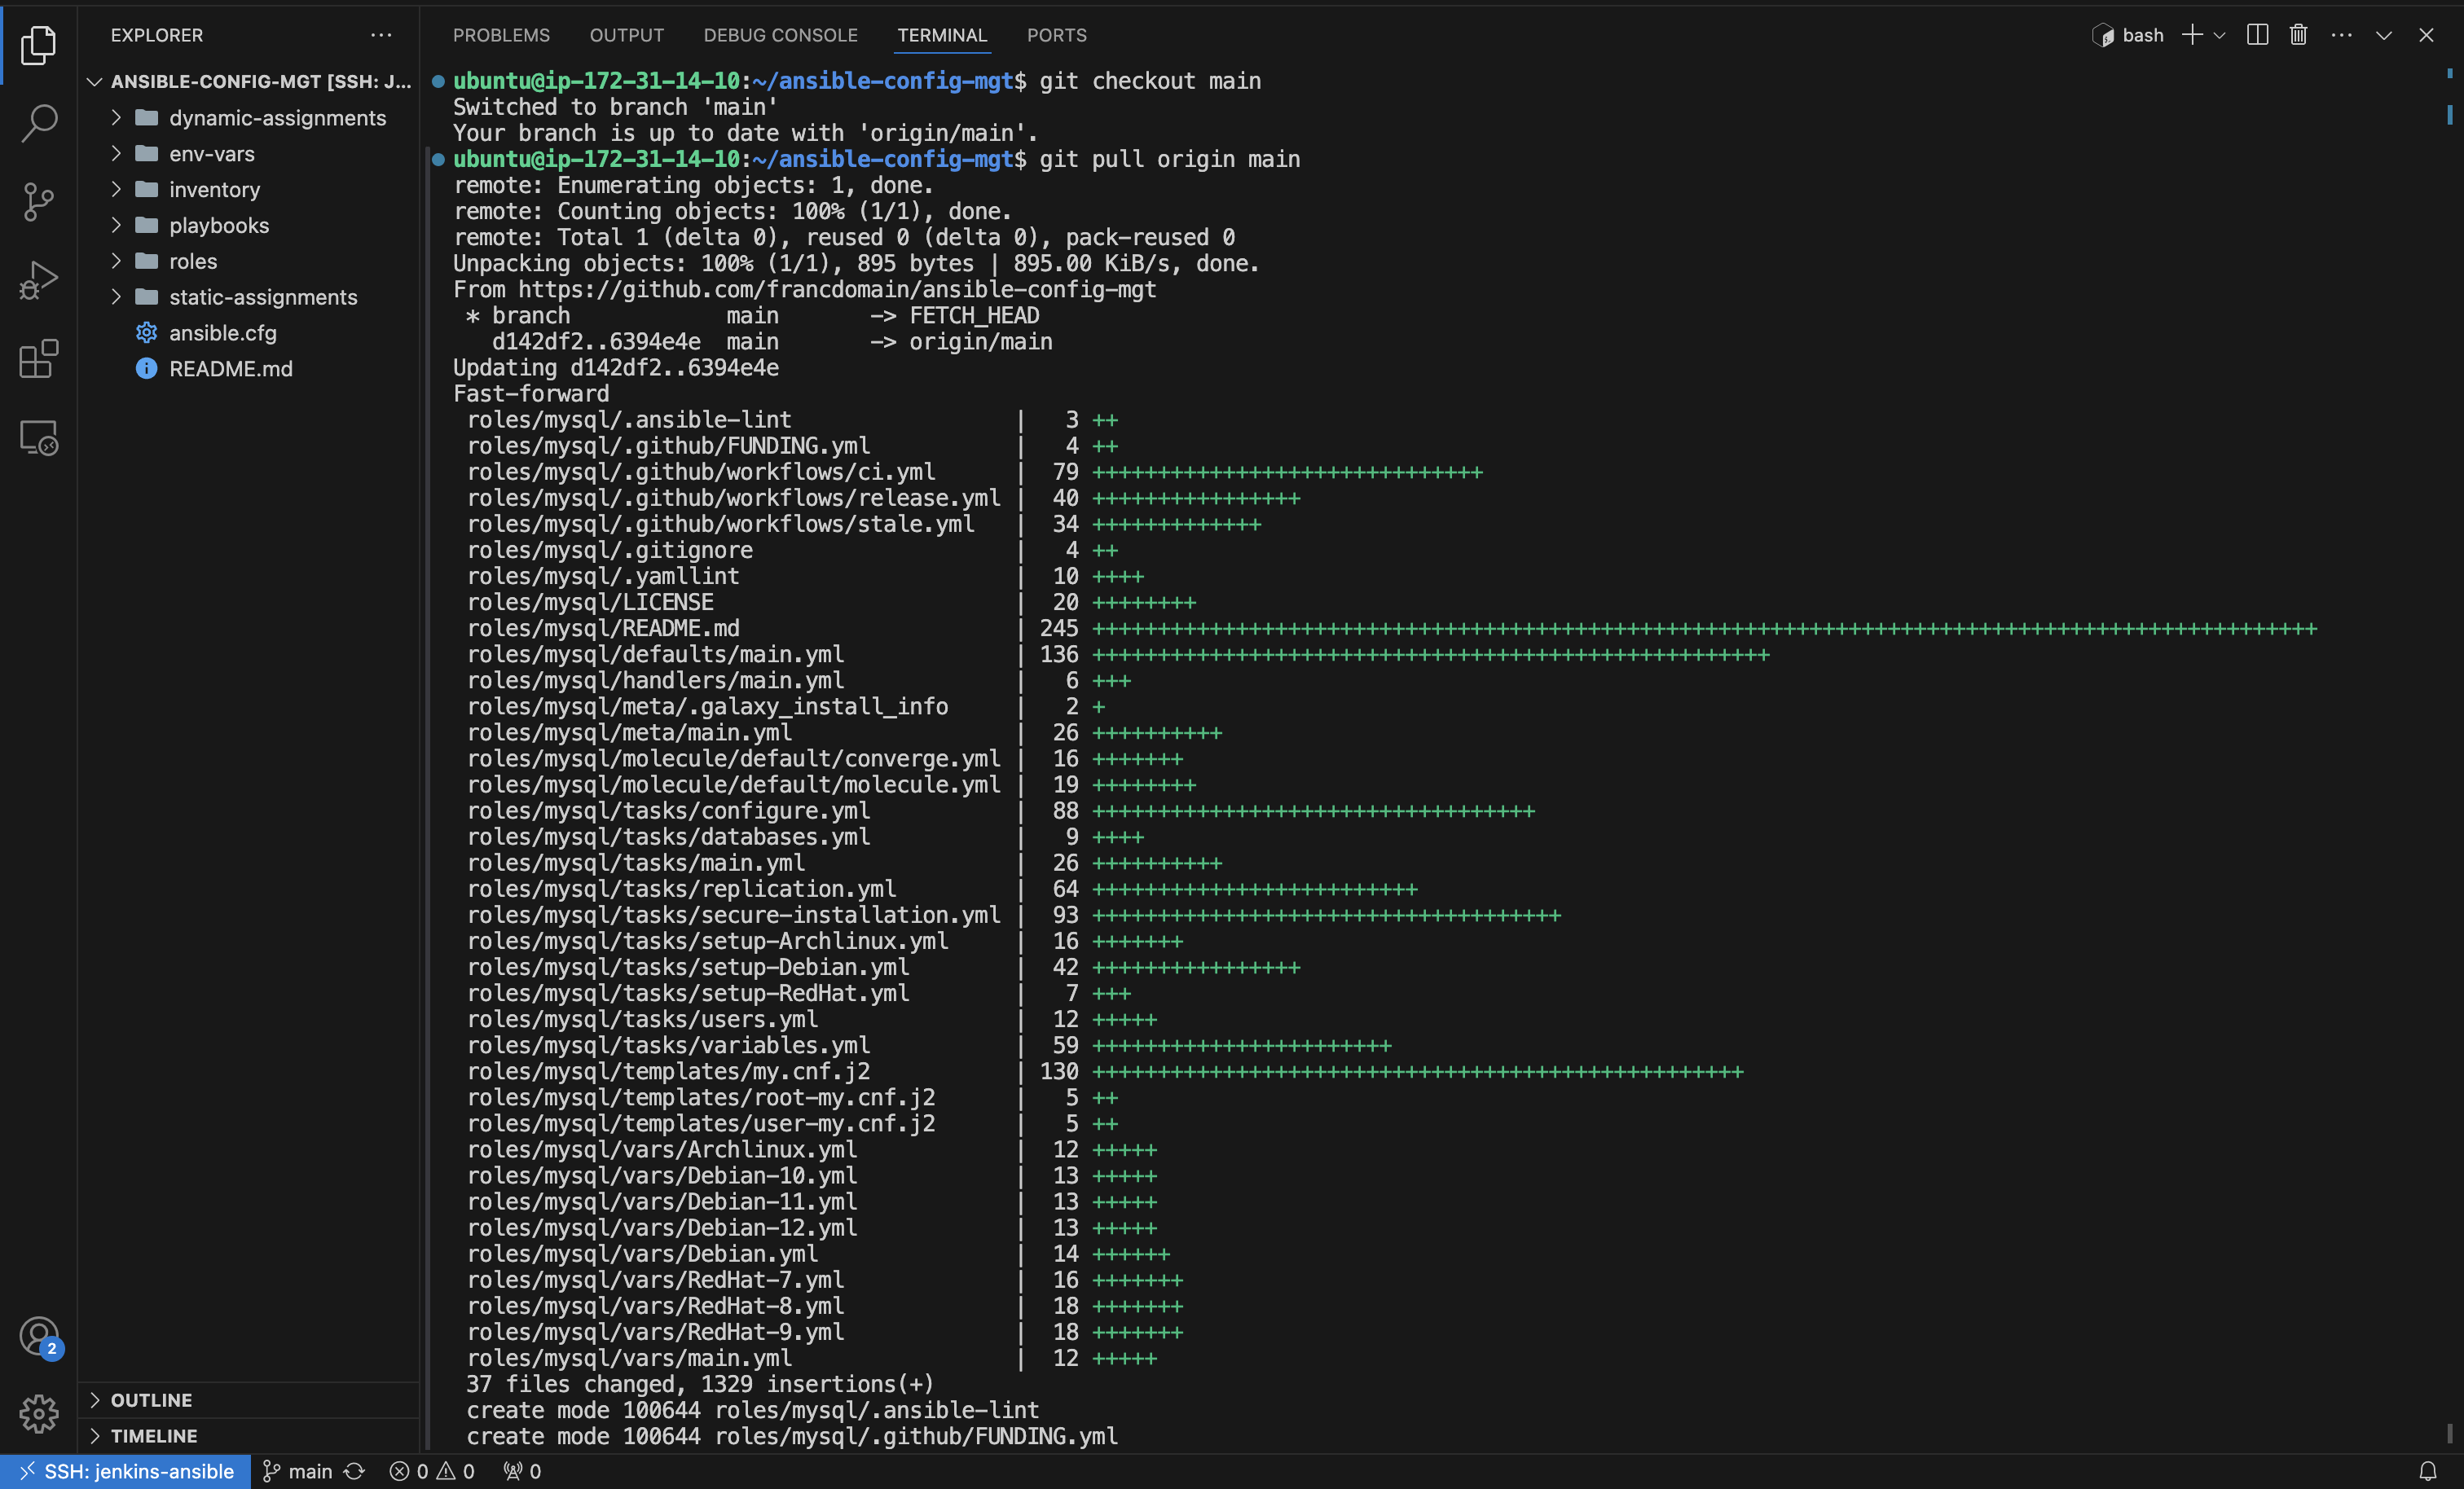 EXPLORER
ANSIBLE-CONFIG-MGT [SSH: J...
dynamic-assignments
env-vars
inventory
playbooks
roles
static-assignments
ansible.cfg
README.md
OUTLINE
TIMELINE
2
PROBLEMS OUTPUT DEBUG CONSOLE TERMINAL PORTS
bash
ubuntu@ip-172-31-14-10:~/ansible-config-mgt$ git checkout main
Switched to branch 'main'
Your branch is up to date with 'origin/main'.
ubuntu@ip-172-31-14-10:~/ansible-config-mgt$ git pull origin main
remote: Enumerating objects: 1, done.
remote: Counting objects: 100% (1/1), done.
remote: Total 1 (delta 0), reused 0 (delta 0), pack-reused 0
Unpacking objects: 100% (1/1), 895 bytes | 895.00 KiB/s, done.
From https://github.com/francdomain/ansible-config-mgt
* branch main -> FETCH_HEAD
d142df2..6394e4e main -> origin/main
Updating d142df2..6394e4e
Fast-forward
roles/mysql/.ansible-lint | 3 ++
roles/mysql/.github/FUNDING.yml | 4 ++
roles/mysql/.github/workflows/ci.yml | 79 ++++++++++++++++++++++++++++++
roles/mysql/.github/workflows/release.yml | 40 ++++++++++++++++
roles/mysql/.github/workflows/stale.yml | 34 +++++++++++++
roles/mysql/.gitignore | 4 ++
roles/mysql/.yamllint | 10 ++++
roles/mysql/LICENSE | 20 ++++++++
roles/mysql/README.md | 245 ++++++++++++++++++++++++++++++++++++++++++++++++++++++++++++++++++++++++++++++++++++++++++++++
roles/mysql/defaults/main.yml | 136 ++++++++++++++++++++++++++++++++++++++++++++++++++++
roles/mysql/handlers/main.yml | 6 +++
roles/mysql/meta/.galaxy_install_info | 2 +
roles/mysql/meta/main.yml | 26 ++++++++++
roles/mysql/molecule/default/converge.yml | 16 +++++++
roles/mysql/molecule/default/molecule.yml | 19 ++++++++
roles/mysql/tasks/configure.yml | 88 ++++++++++++++++++++++++++++++++++
roles/mysql/tasks/databases.yml | 9 ++++
roles/mysql/tasks/main.yml | 26 ++++++++++
roles/mysql/tasks/replication.yml | 64 +++++++++++++++++++++++++
roles/mysql/tasks/secure-installation.yml | 93 ++++++++++++++++++++++++++++++++++++
roles/mysql/tasks/setup-Archlinux.yml | 16 +++++++
roles/mysql/tasks/setup-Debian.yml | 42 ++++++++++++++++
roles/mysql/tasks/setup-RedHat.yml | 7 +++
roles/mysql/tasks/users.yml | 12 +++++
roles/mysql/tasks/variables.yml | 59 +++++++++++++++++++++++
roles/mysql/templates/my.cnf.j2 | 130 ++++++++++++++++++++++++++++++++++++++++++++++++++
roles/mysql/templates/root-my.cnf.j2 | 5 ++
roles/mysql/templates/user-my.cnf.j2 | 5 ++
roles/mysql/vars/Archlinux.yml | 12 +++++
roles/mysql/vars/Debian-10.yml | 13 +++++
roles/mysql/vars/Debian-11.yml | 13 +++++
roles/mysql/vars/Debian-12.yml | 13 +++++
roles/mysql/vars/Debian.yml | 14 ++++++
roles/mysql/vars/RedHat-7.yml | 16 +++++++
roles/mysql/vars/RedHat-8.yml | 18 +++++++
roles/mysql/vars/RedHat-9.yml | 18 +++++++
roles/mysql/vars/main.yml | 12 +++++
37 files changed, 1329 insertions(+)
create mode 100644 roles/mysql/.ansible-lint
create mode 100644 roles/mysql/.github/FUNDING.yml
SSH: jenkins-ansible main 0 0 0